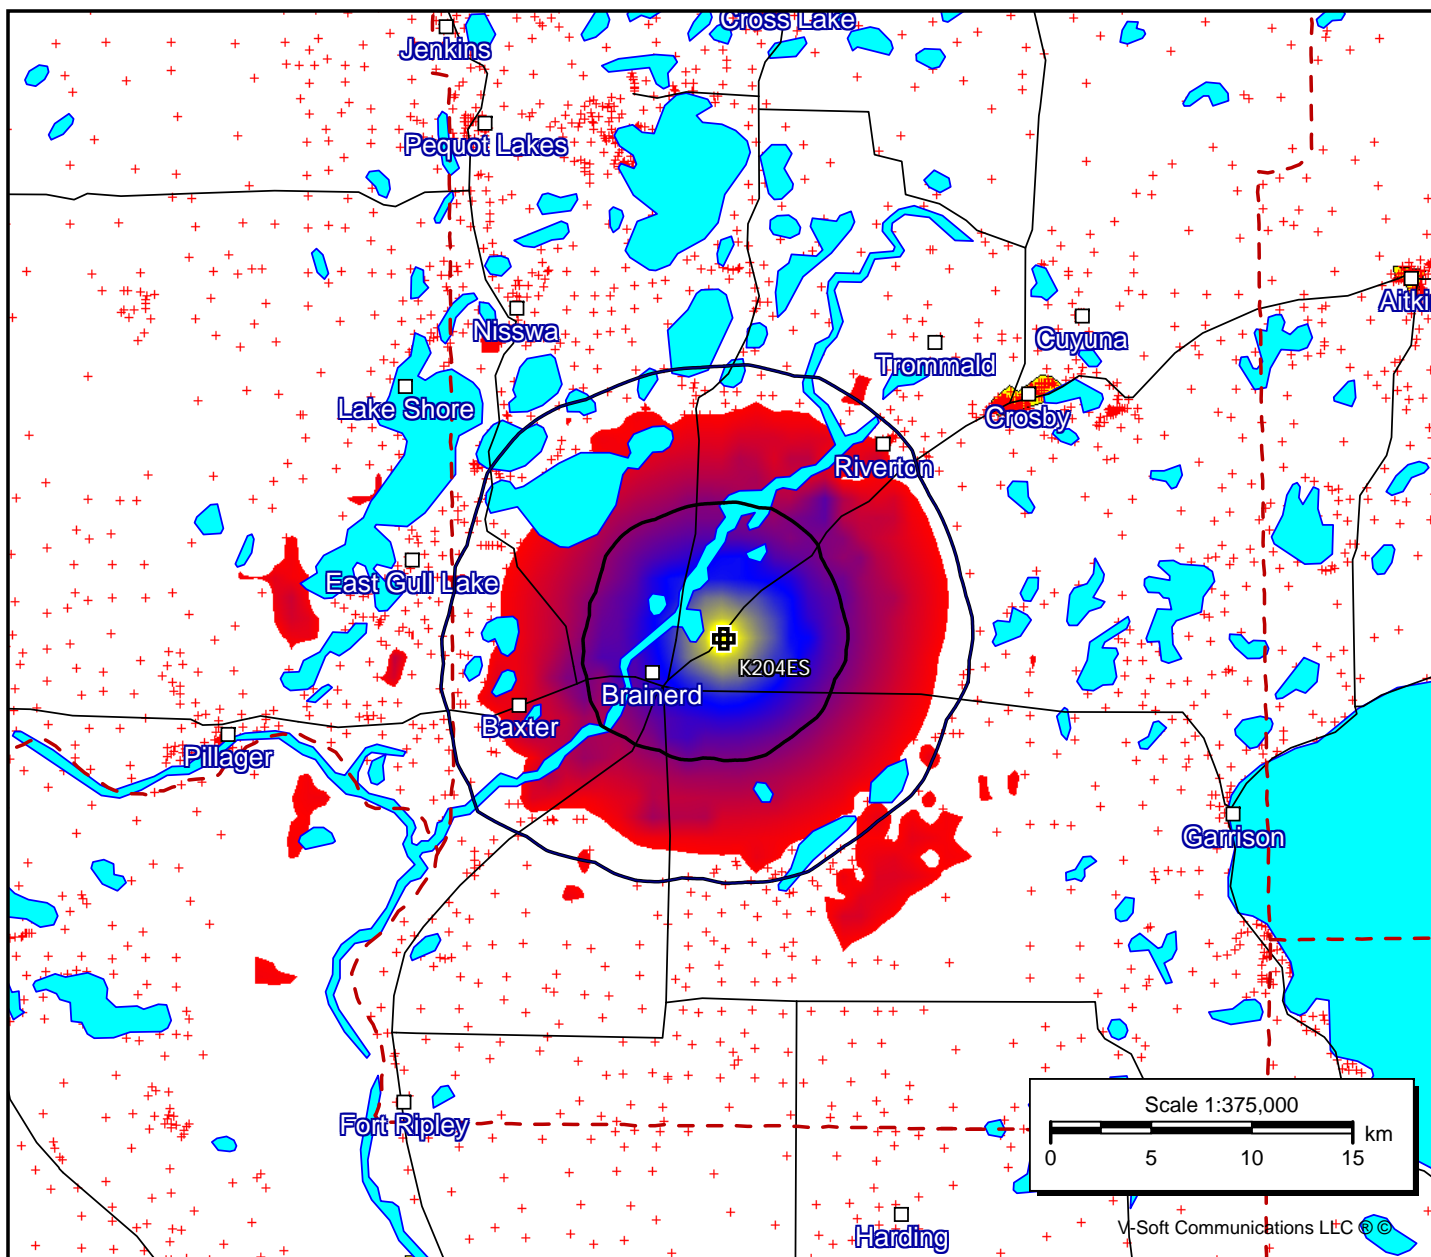 Cross Lake
Jenkins
Pequot Lakes
Nisswa
Aitkin
Cuyuna
Trommald
Lake Shore
Crosby
Riverton
East Gull Lake
K204ES
Brainerd
Baxter
Pillager
Garrison
Fort Ripley
Harding
Scale 1:375,000
km
0 5 10 15
V-Soft Communications LLC ® ©